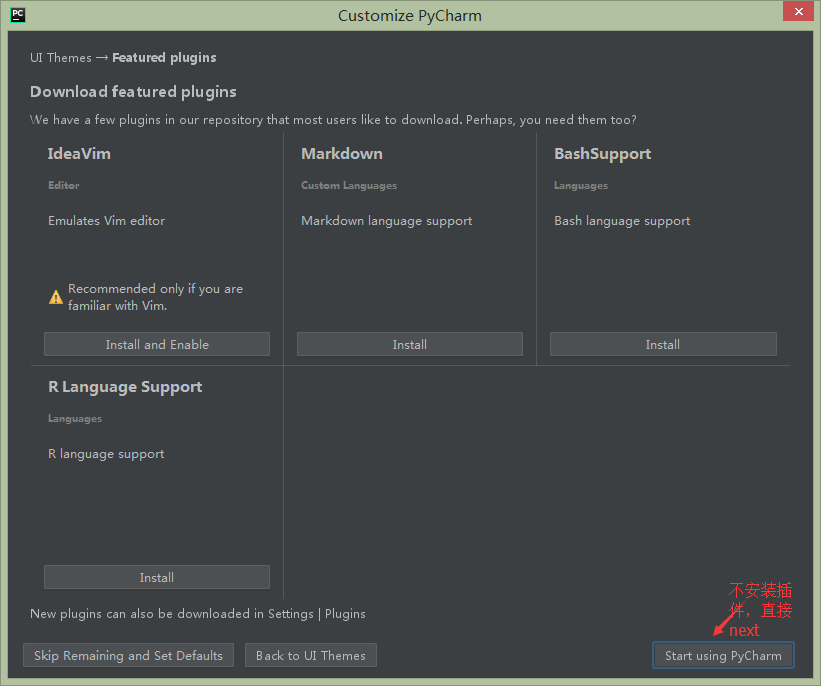 PC
Customize PyCharm
UI Themes → Featured plugins
Download featured plugins
We have a few plugins in our repository that most users like to download. Perhaps, you need them too?
IdeaVim
Editor
Emulates Vim editor
Recommended only if you are
familiar with Vim.
Install and Enable
Markdown
Custom Languages
Markdown language support
Install
BashSupport
Languages
Bash language support
Install
R Language Support
Languages
R language support
Install
New plugins can also be downloaded in Settings | Plugins
不安装插
件，直接
next
Skip Remaining and Set Defaults
Back to UI Themes
Start using PyCharm